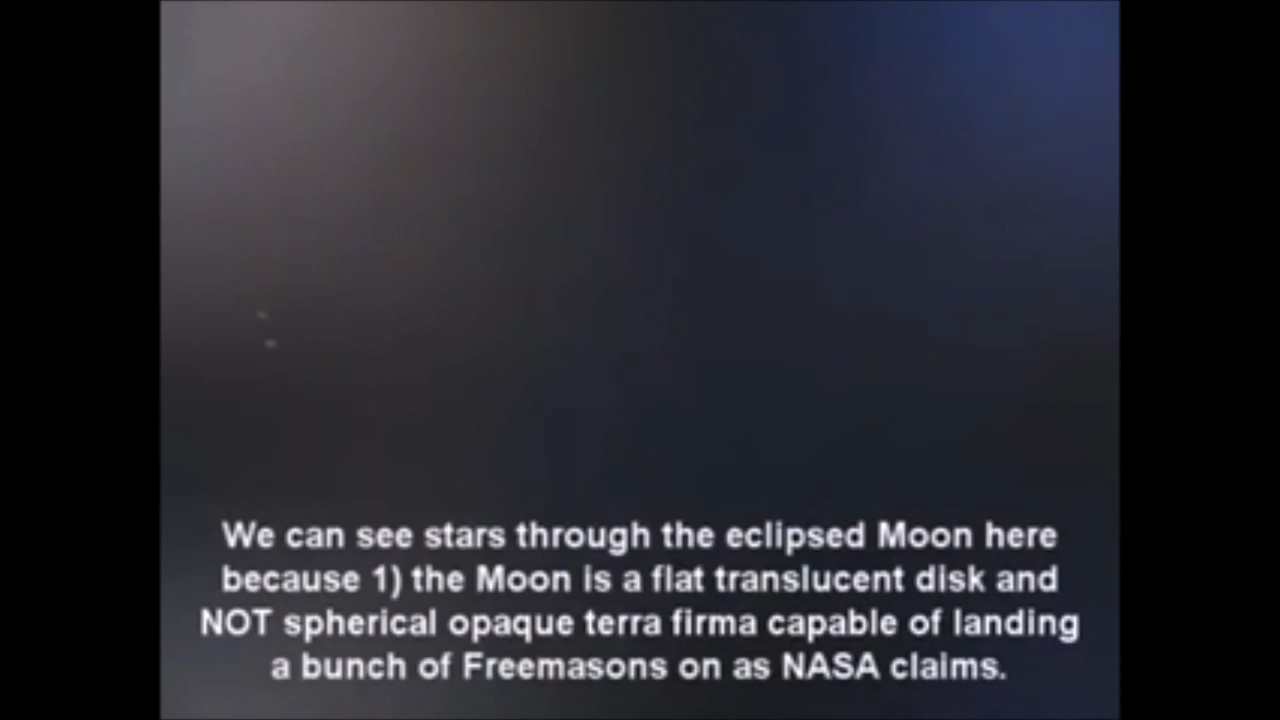 We can see stars through the eclipsed Moon here
because 1) the Moon is a flat translucent disk and
NOT spherical opaque terra firma capable of landing
a bunch of Freemasons on as NASA claims.